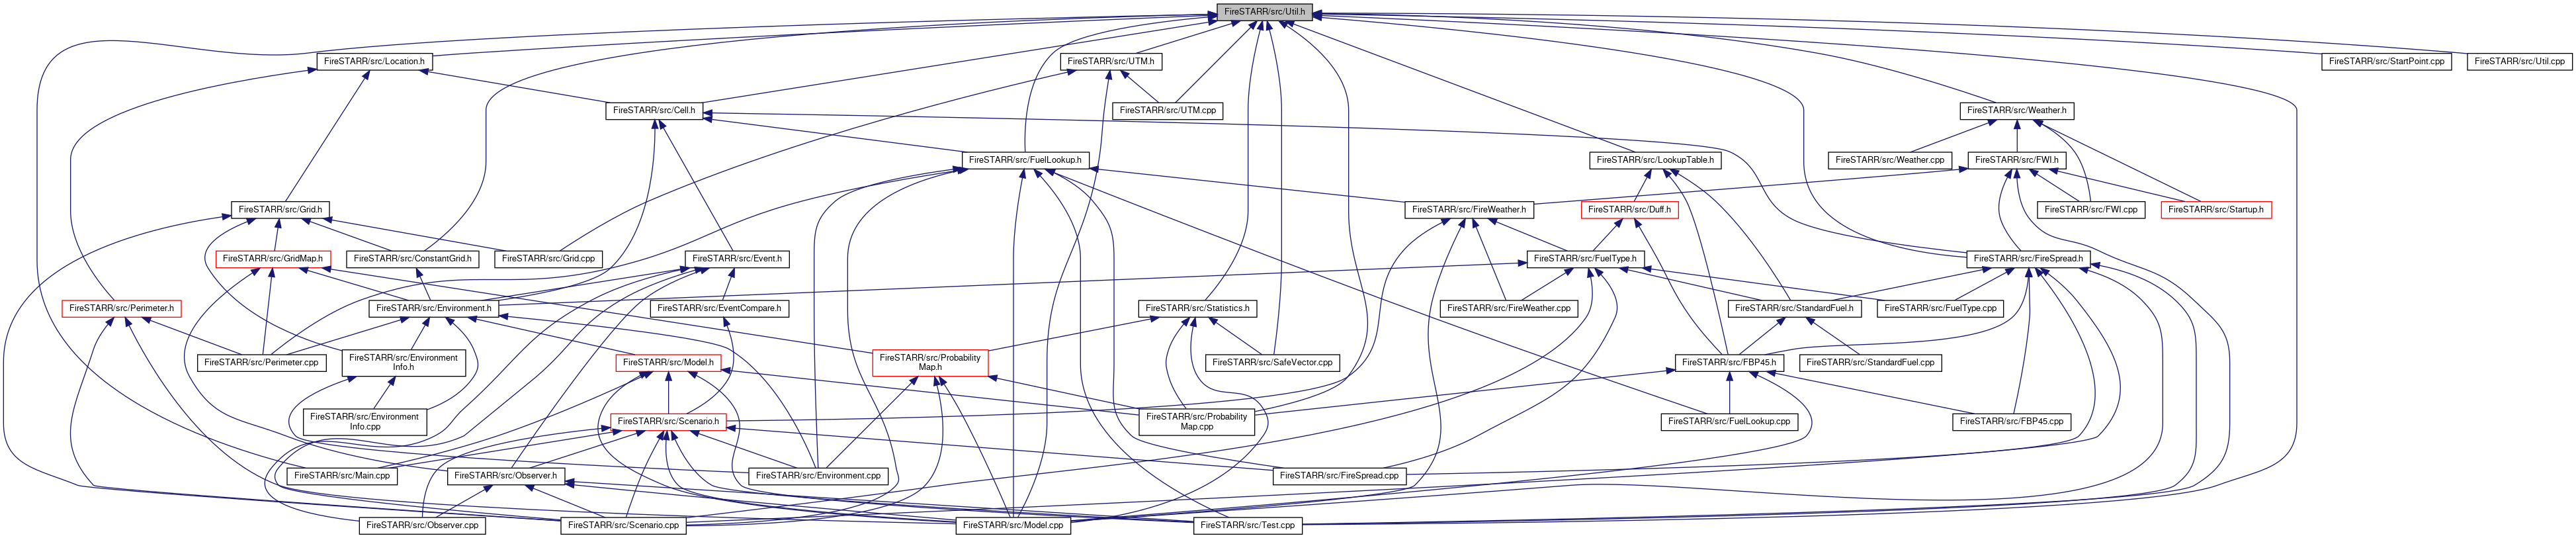 FireSTARR/src/Util.h
FireSTARR/src/Location.h
FireSTARR/src/UTM.h
FireSTARR/src/StartPoint.cpp
FireSTARR/src/Util.cpp
FireSTARR/src/Cell.h
FireSTARR/src/UTM.cpp
FireSTARR/src/Weather.h
FireSTARR/src/FuelLookup.h
FireSTARR/src/LookupTable.h
FireSTARR/src/Weather.cpp
FireSTARR/src/FWI.h
FireSTARR/src/Grid.h
FireSTARR/src/FireWeather.h
FireSTARR/src/Duff.h
FireSTARR/src/FWI.cpp
FireSTARR/src/Startup.h
FireSTARR/src/GridMap.h
FireSTARR/src/ConstantGrid.h
FireSTARR/src/Grid.cpp
FireSTARR/src/Event.h
FireSTARR/src/FuelType.h
FireSTARR/src/FireSpread.h
FireSTARR/src/Perimeter.h
FireSTARR/src/Environment.h
FireSTARR/src/EventCompare.h
FireSTARR/src/Statistics.h
FireSTARR/src/FireWeather.cpp
FireSTARR/src/StandardFuel.h
FireSTARR/src/FuelType.cpp
FireSTARR/src/Perimeter.cpp
FireSTARR/src/Environment
Info.h
FireSTARR/src/Model.h
FireSTARR/src/Probability
Map.h
FireSTARR/src/SafeVector.cpp
FireSTARR/src/FBP45.h
FireSTARR/src/StandardFuel.cpp
FireSTARR/src/Environment
Info.cpp
FireSTARR/src/Scenario.h
FireSTARR/src/Probability
Map.cpp
FireSTARR/src/FuelLookup.cpp
FireSTARR/src/FBP45.cpp
FireSTARR/src/Main.cpp
FireSTARR/src/Observer.h
FireSTARR/src/Environment.cpp
FireSTARR/src/FireSpread.cpp
FireSTARR/src/Observer.cpp
FireSTARR/src/Scenario.cpp
FireSTARR/src/Model.cpp
FireSTARR/src/Test.cpp